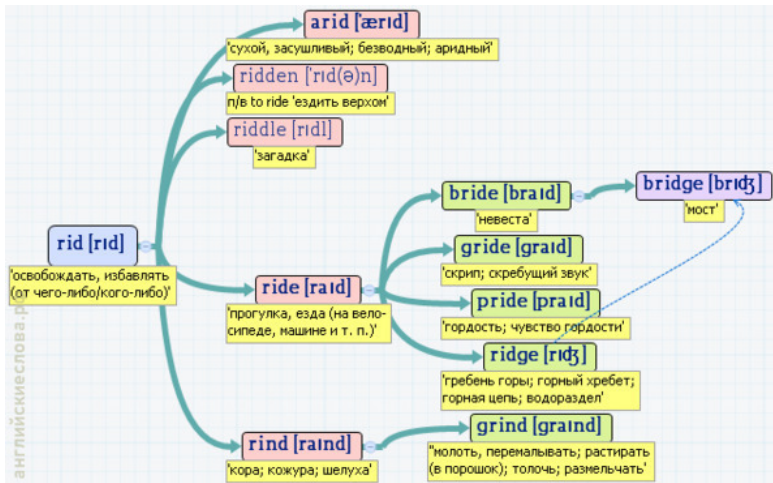 arid ['ærɪd]
'сухой, засушливый; безводный; аридный'
ridden ['rɪd(ə)n]
п/в to ride 'ездить верхом'
riddle [rɪdl]
'загадка'
bride [braɪd]
'невеста'
bridge [brɪʤ]
'мост'
rid [rɪd]
'освобождать, избавлять
(от чего-либо/кого-либо)'
gride [graɪd]
'скрип; скребущий звук'
ride [raɪd]
'прогулка, езда (на вело-
сипеде, машине и т. п.)'
pride [praɪd]
'гордость; чувство гордости'
ridge [rɪʤ]
'гребень горы; горный хребет;
горная цепь; водораздел'
rind [raɪnd]
'кора; кожура; шелуха'
grind [graɪnd]
"молоть, перемалывать; растирать
(в порошок); толочь; размельчать'
английскиеслова.рф